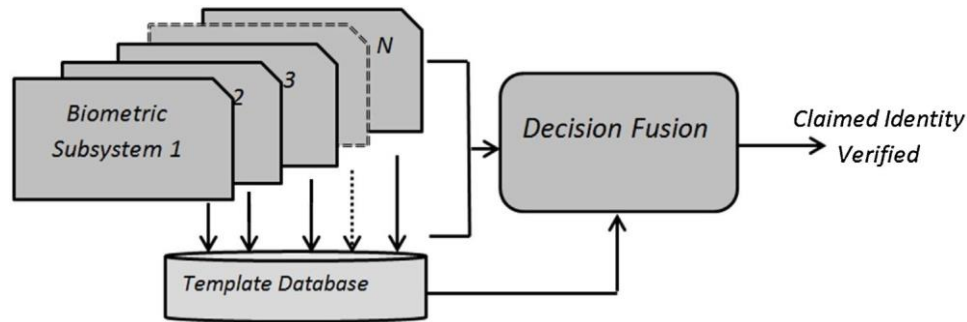 Biometric
Subsystem 1
2
3
N
Decision Fusion
Claimed Identity
Verified
Template Database